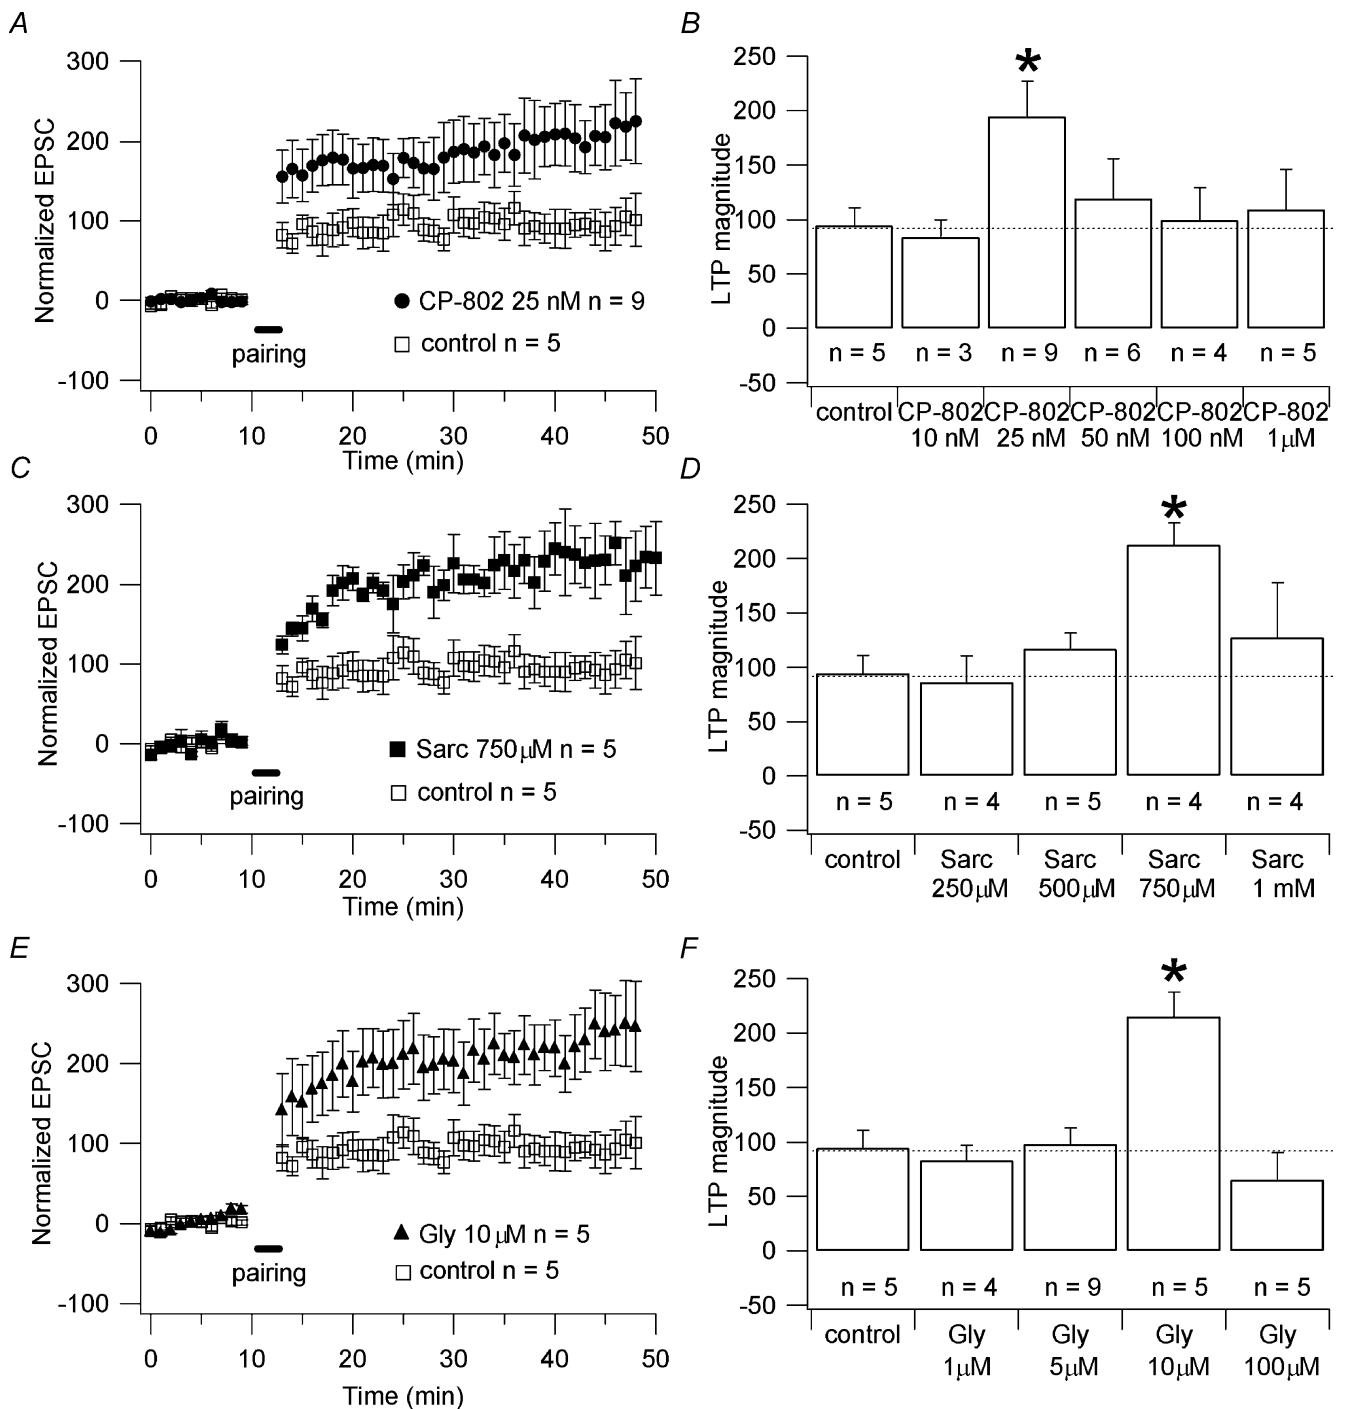 A
Normalized EPSC
300
200
100
0
-100
CP-802 25 nM n = 9
control n = 5
pairing
0 10 20 30 40 50
Time (min)
B
LTP magnitude
250
200
150
100
50
0
-50
*
n = 5 n = 3 n = 9 n = 6 n = 4 n = 5
control CP-802 CP-802 CP-802 CP-802 CP-802
10 nM 25 nM 50 nM 100 nM 1μM
C
Normalized EPSC
300
200
100
0
-100
Sarc 750μM n = 5
control n = 5
pairing
0 10 20 30 40 50
Time (min)
D
LTP magnitude
250
200
150
100
50
0
-50
*
n = 5 n = 4 n = 5 n = 4 n = 4
control Sarc Sarc Sarc Sarc
250μM 500μM 750μM 1 mM
E
Normalized EPSC
300
200
100
0
-100
Gly 10μM n = 5
control n = 5
pairing
0 10 20 30 40 50
Time (min)
F
LTP magnitude
250
200
150
100
50
0
-50
*
n = 5 n = 4 n = 9 n = 5 n = 5
control Gly Gly Gly Gly
1μM 5μM 10μM 100μM